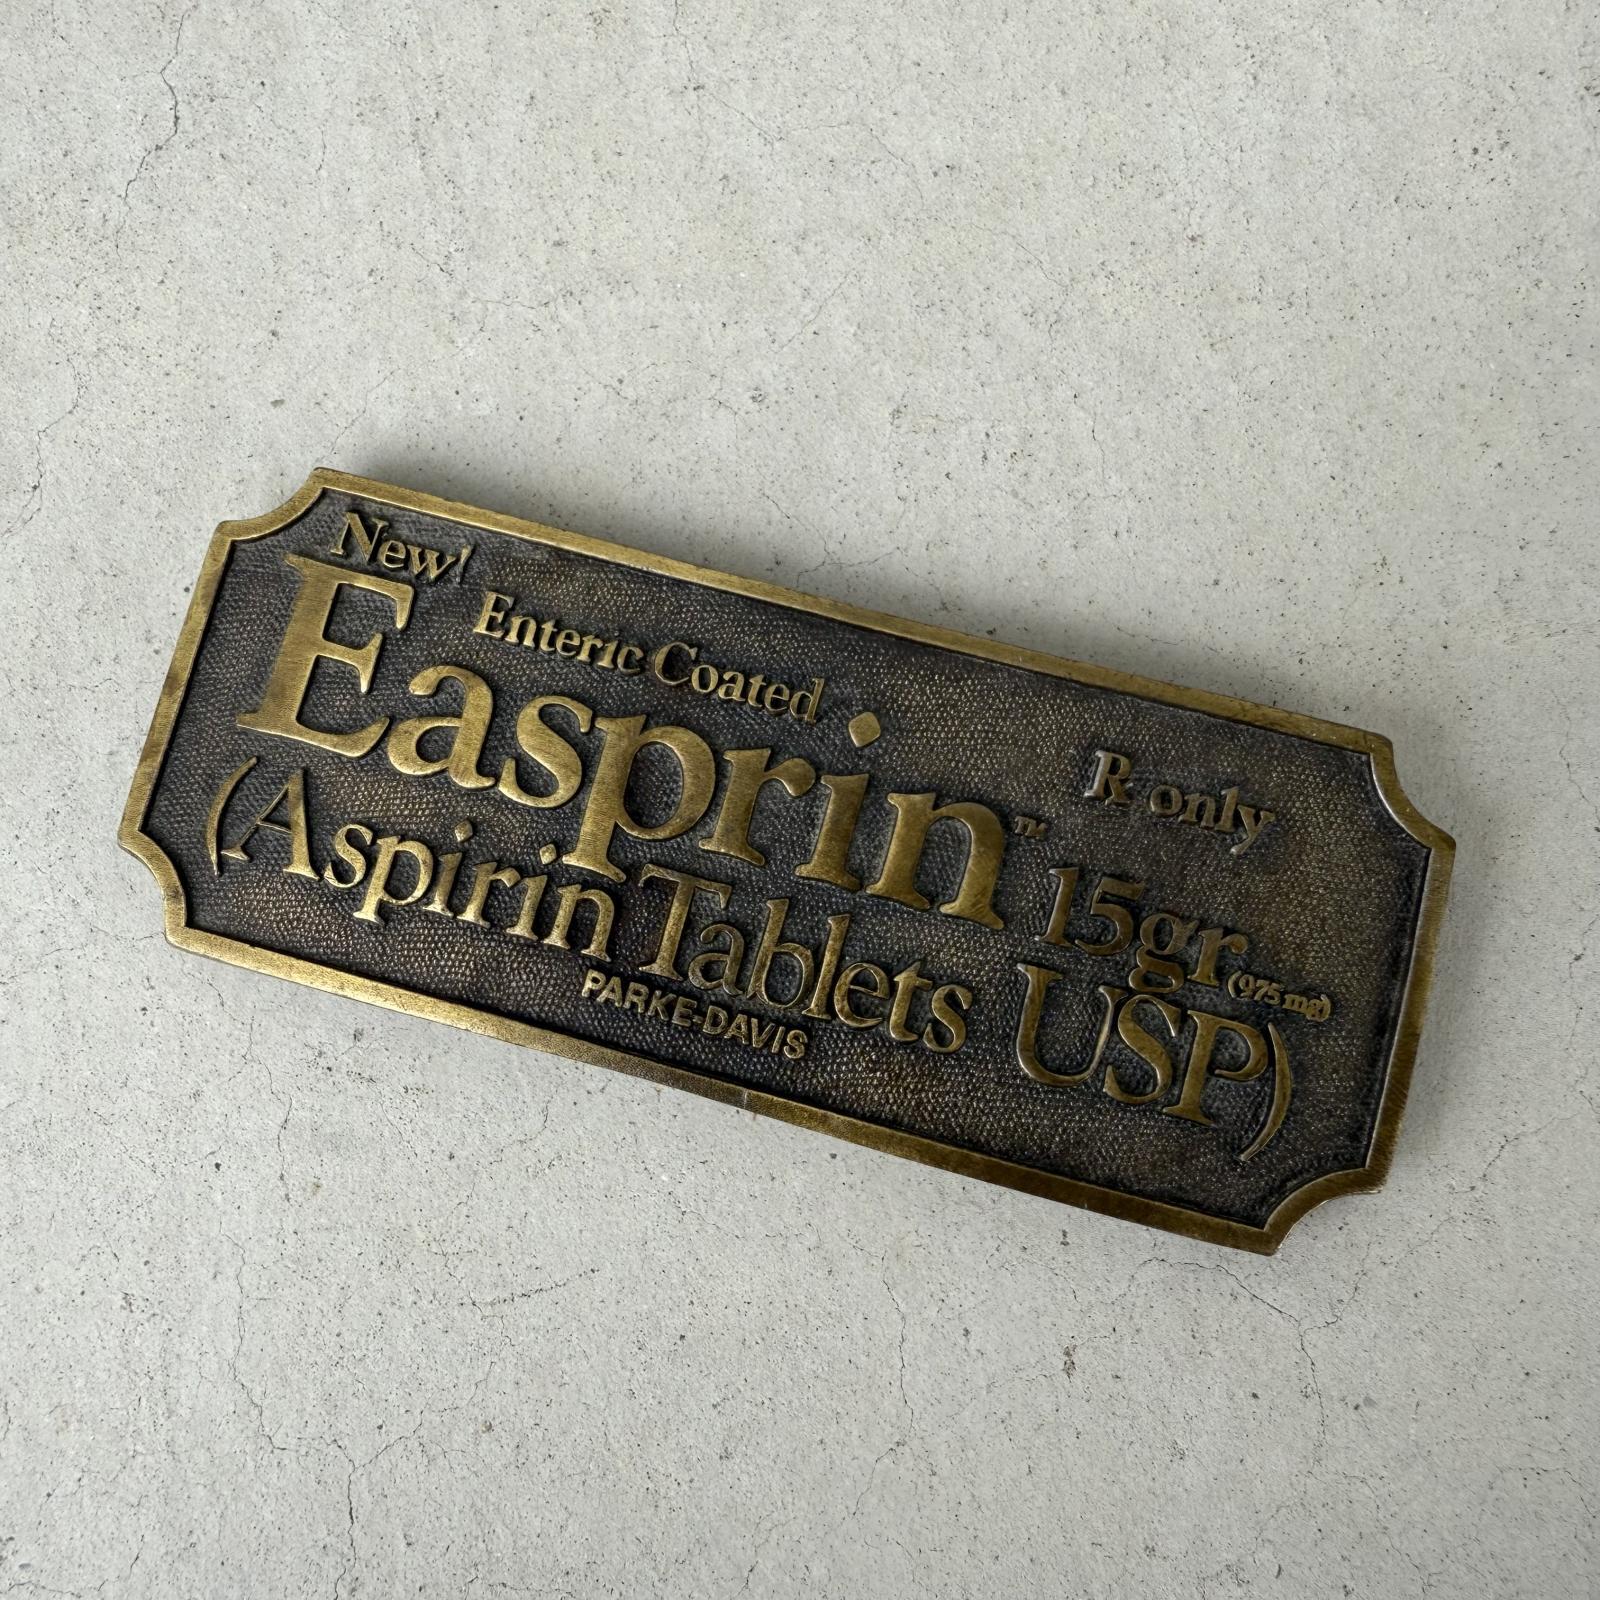 New!
Enteric Coated
Easprin™ 15gr (975 mg)
R only
(Aspirin Tablets USP)
PARKE-DAVIS